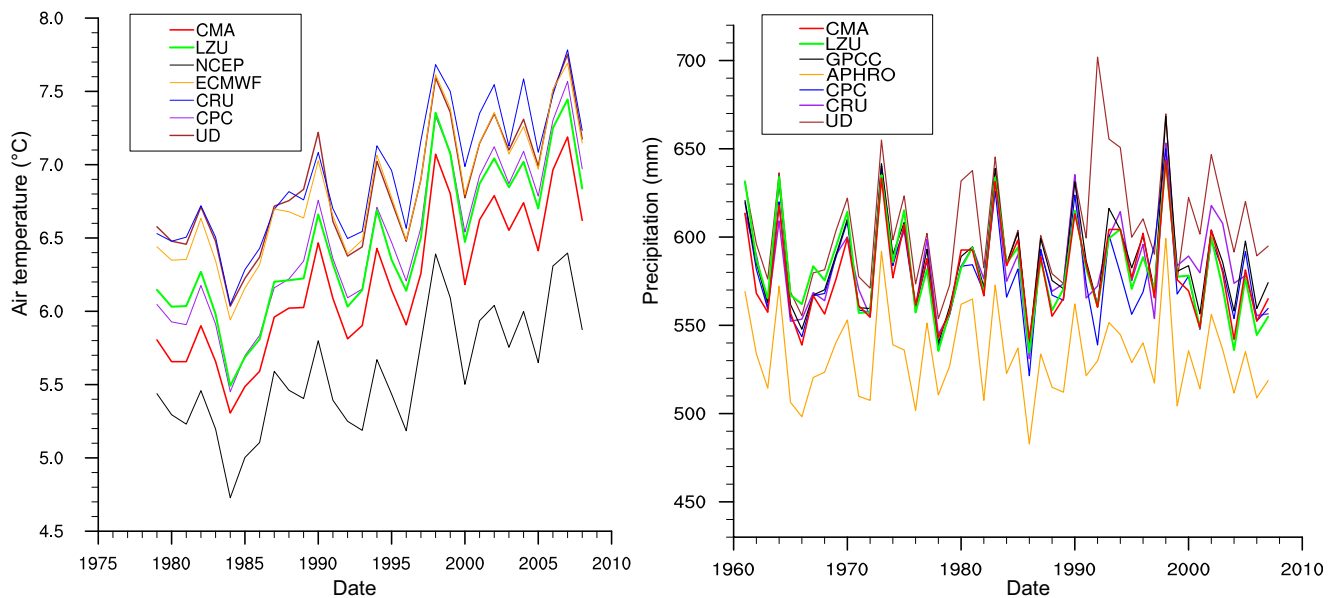 Air temperature (°C)
8.0
7.5
7.0
6.5
6.0
5.5
5.0
4.5
CMA
LZU
NCEP
ECMWF
CRU
CPC
UD
1975 1980 1985 1990 1995 2000 2005 2010
Date
Precipitation (mm)
700
650
600
550
500
450
CMA
LZU
GPCC
APHRO
CPC
CRU
UD
1960 1970 1980 1990 2000 2010
Date